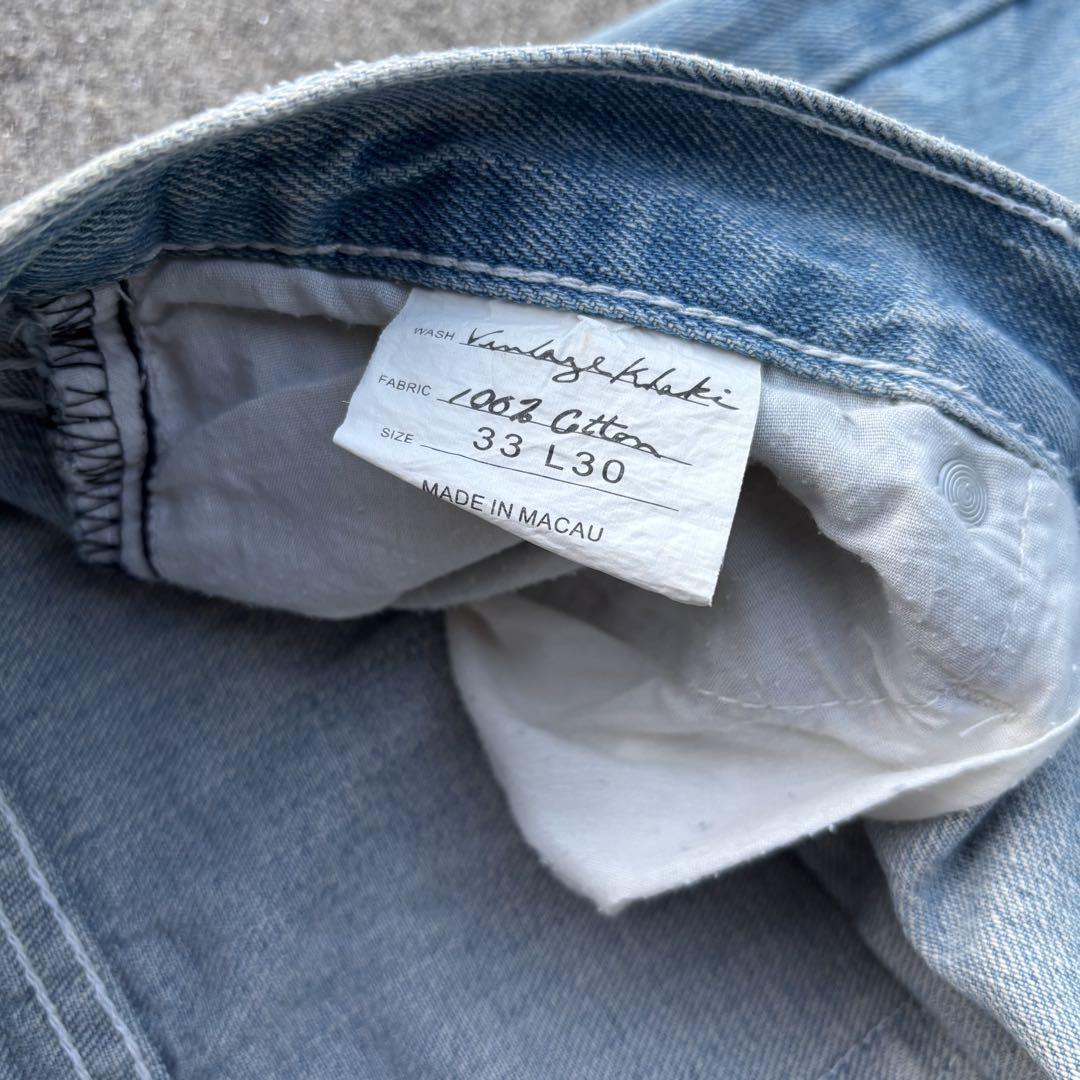 WASH Vintage Khaki
FABRIC 100% Cotton
SIZE 33 L30
MADE IN MACAU